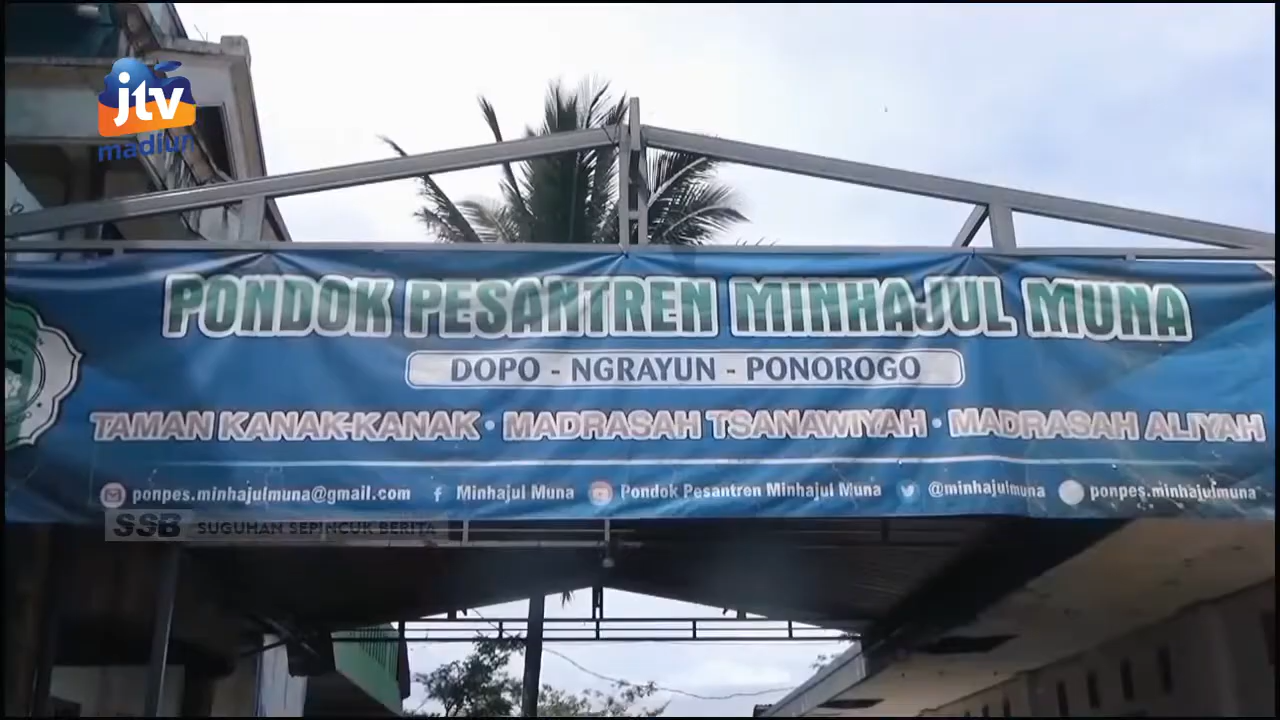 jtv
madiun
PONDOK PESANTREN MINHAJUL MUNA
DOPO - NGRAYUN - PONOROGO
TAMAN KANAK-KANAK • MADRASAH TSANAWIYAH • MADRASAH ALIYAH
ponpes.minhajulmuna@gmail.com Minhajul Muna Pondok Pesantren Minhajul Muna @minhajulmuna ponpes.minhajulmuna
SSB SUGUHAN SEPINCUK BERITA